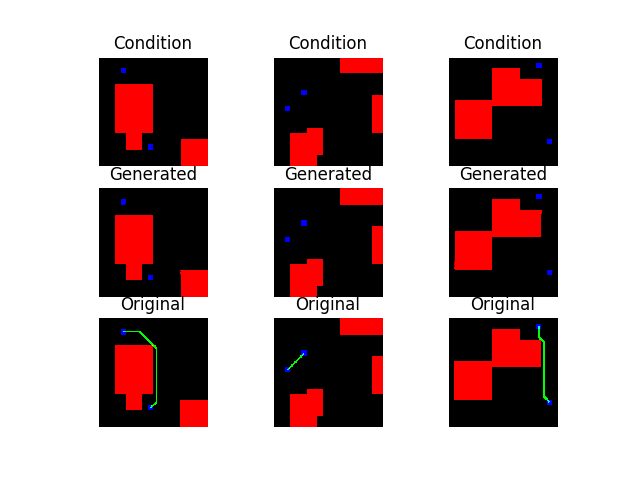 Condition Condition Condition
Generated Generated Generated
Original Original Original